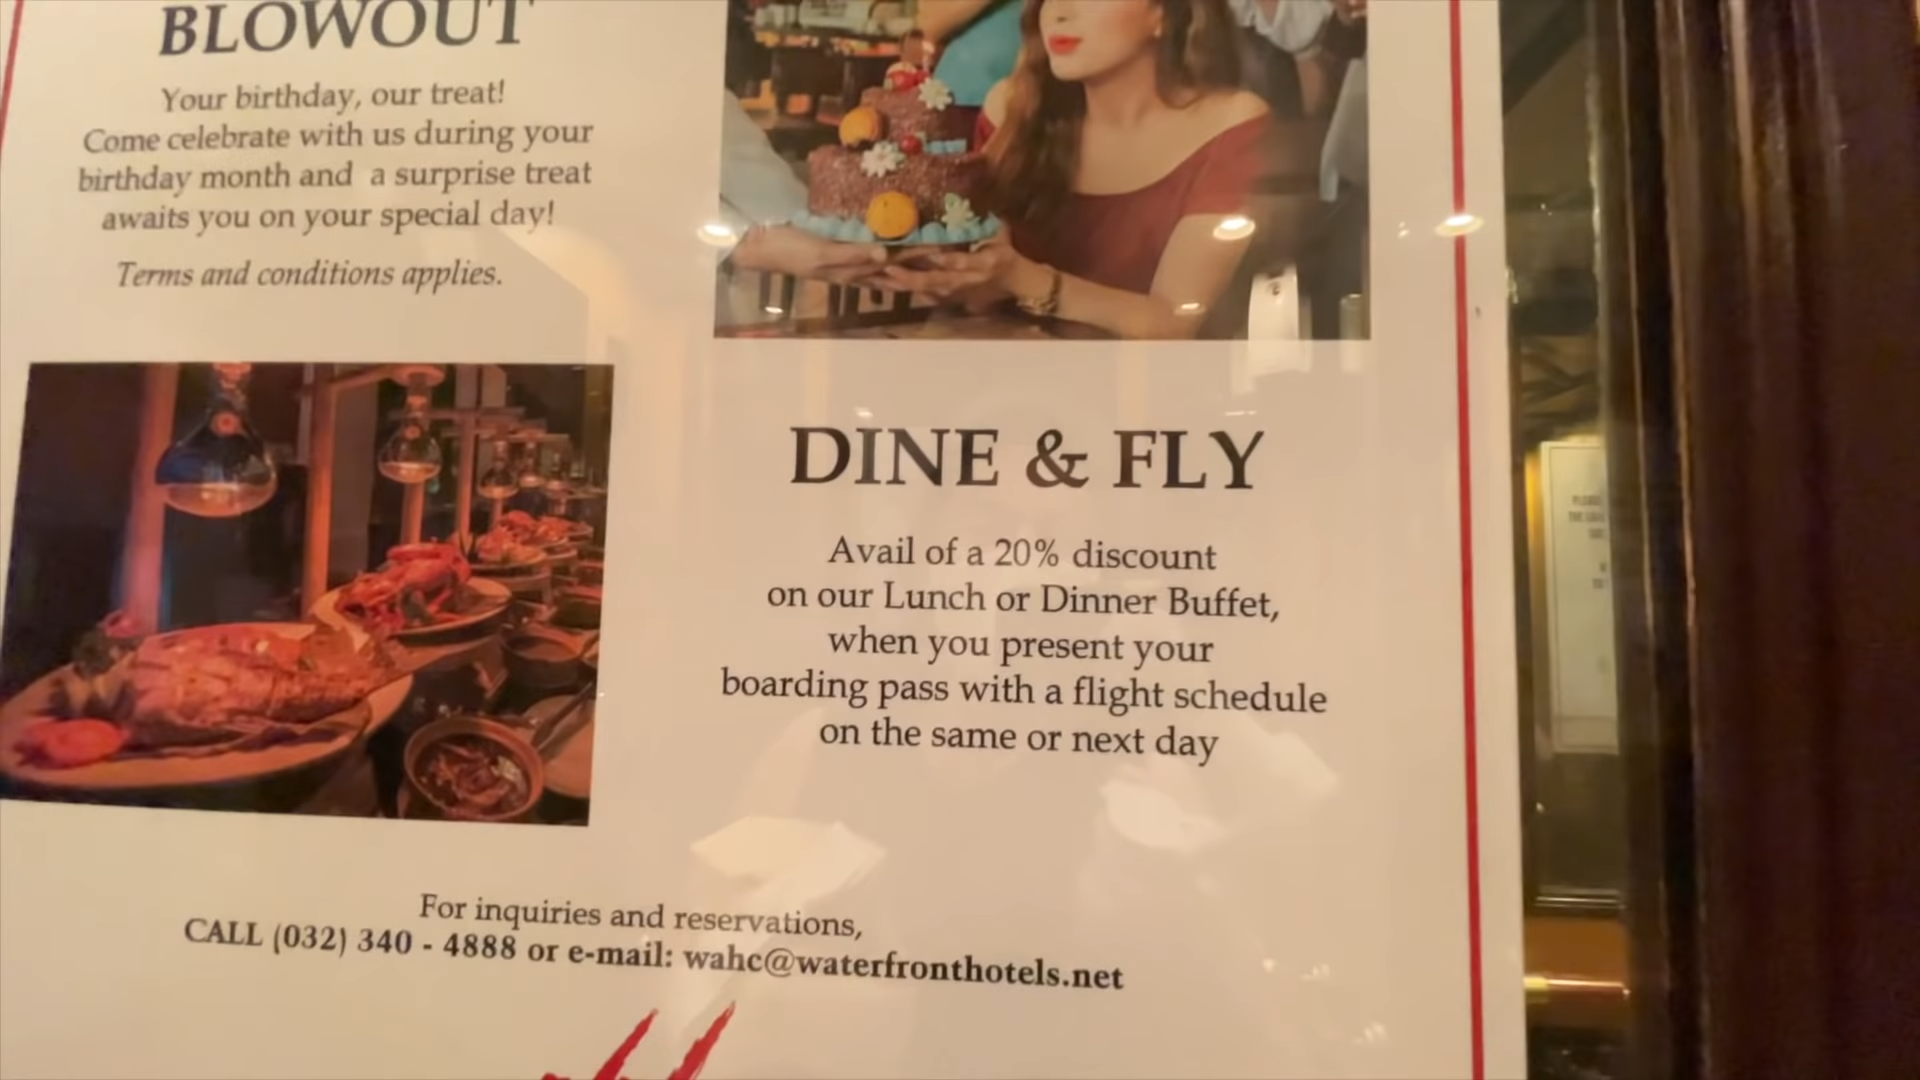 BLOWOUT
Your birthday, our treat!
Come celebrate with us during your
birthday month and a surprise treat
awaits you on your special day!
Terms and conditions applies.
DINE & FLY
Avail of a 20% discount
on our Lunch or Dinner Buffet,
when you present your
boarding pass with a flight schedule
on the same or next day
For inquiries and reservations,
CALL (032) 340 - 4888 or e-mail: wahc@waterfronthotels.net